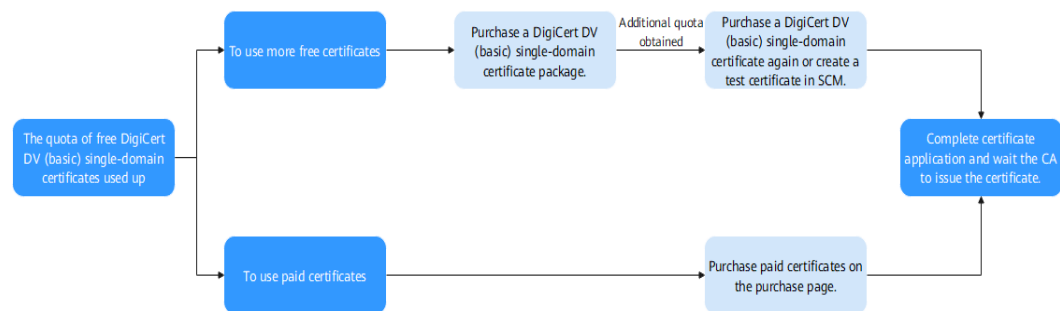 To use more free certificates
Purchase a DigiCert DV
(basic) single-domain
certificate package.
Additional quota
obtained
Purchase a DigiCert DV
(basic) single-domain
certificate again or create a
test certificate in SCM.
The quota of free DigiCert
DV (basic) single-domain
certificates used up
Complete certificate
application and wait the CA
to issue the certificate.
To use paid certificates
Purchase paid certificates on
the purchase page.